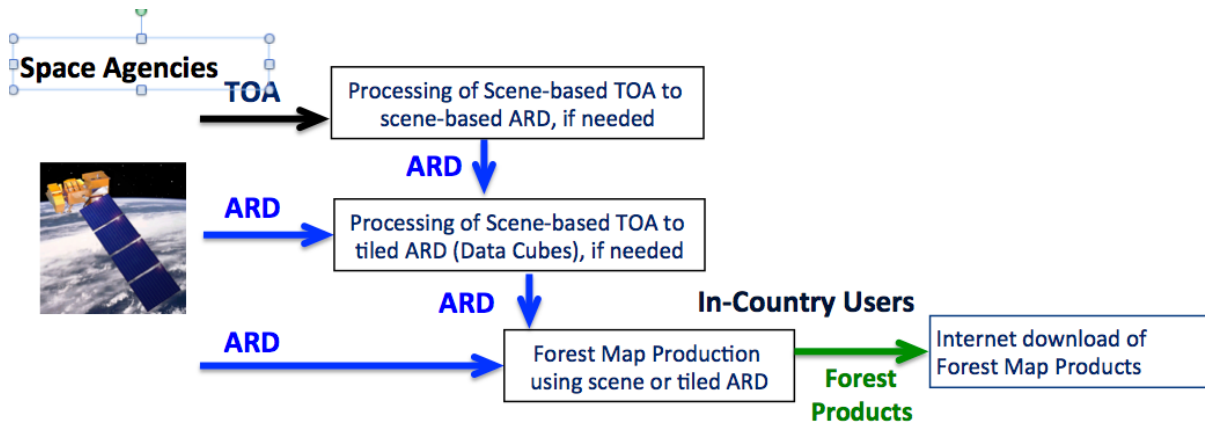 Space Agencies
TOA
Processing of Scene-based TOA to
scene-based ARD, if needed
ARD
ARD
Processing of Scene-based TOA to
tiled ARD (Data Cubes), if needed
ARD
In-Country Users
ARD
Forest Map Production
using scene or tiled ARD
Internet download of
Forest Map Products
Forest
Products